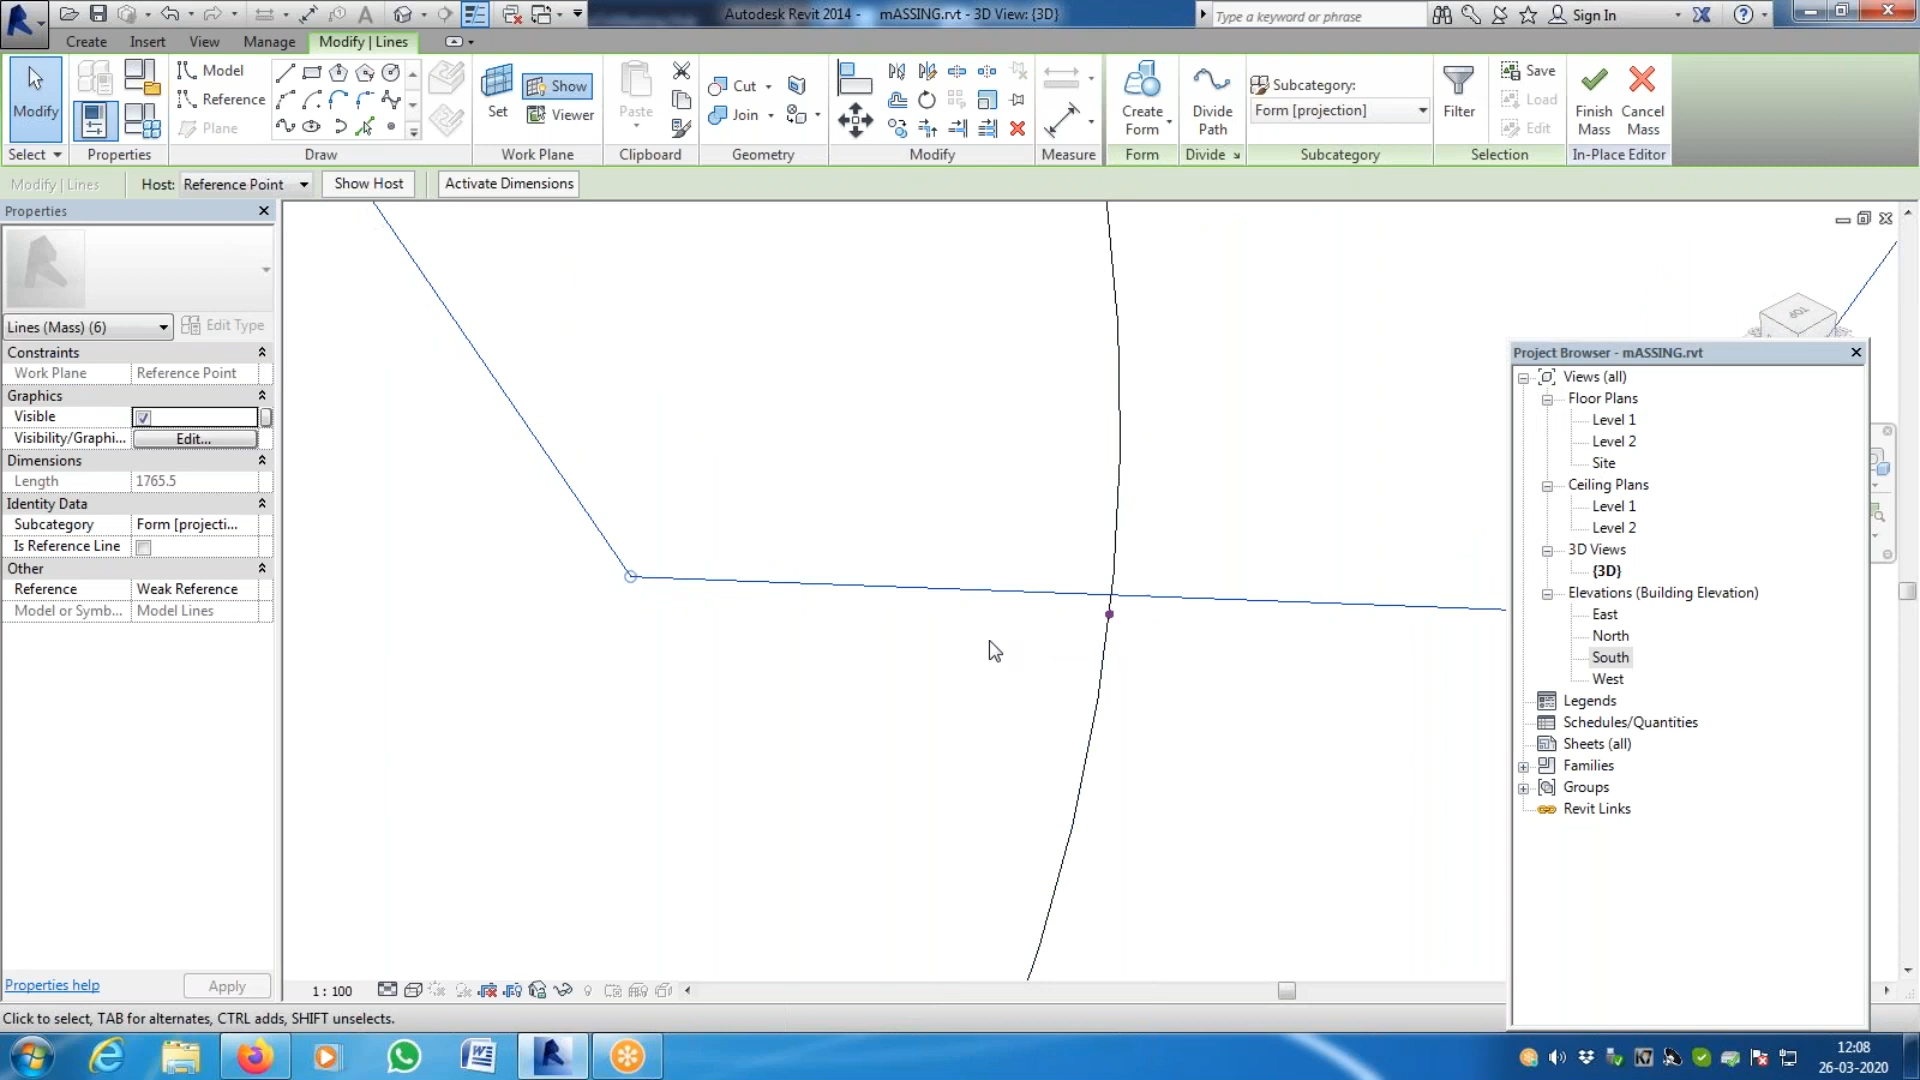 Autodesk Revit 2014 - mASSING.rvt - 3D View: {3D}
Type a keyword or phrase
Sign In
Create Insert View Manage Modify | Lines
Modify
Model
Reference
Plane
Set
Show
Viewer
Paste
Cut
Join
Create Form
Divide Path
Subcategory:
Form [projection]
Filter
Save
Load
Edit
Finish Mass
Cancel Mass
Select Properties Draw Work Plane Clipboard Geometry Modify Measure Form Divide Subcategory Selection In-Place Editor
Modify | Lines Host: Reference Point Show Host Activate Dimensions
Properties
Lines (Mass) (6) Edit Type
Constraints
Work Plane Reference Point
Graphics
Visible
Visibility/Graphi... Edit...
Dimensions
Length 1765.5
Identity Data
Subcategory Form [projecti...
Is Reference Line
Other
Reference Weak Reference
Model or Symb... Model Lines
Properties help Apply
TOP
Project Browser - mASSING.rvt
Views (all)
Floor Plans
Level 1
Level 2
Site
Ceiling Plans
Level 1
Level 2
3D Views
{3D}
Elevations (Building Elevation)
East
North
South
West
Legends
Schedules/Quantities
Sheets (all)
Families
Groups
Revit Links
1 : 100
Click to select, TAB for alternates, CTRL adds, SHIFT unselects.
12:08
26-03-2020